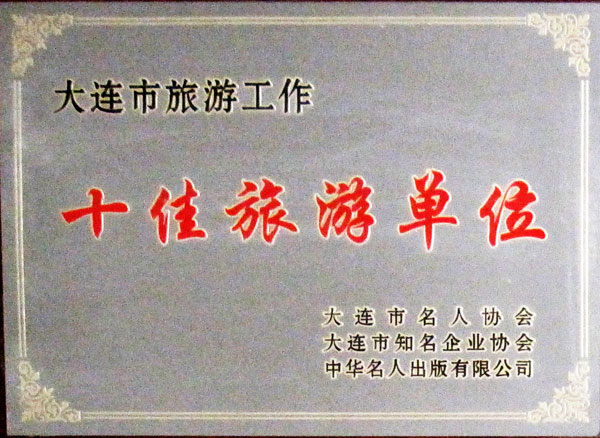 大连市旅游工作
十佳旅游单位
大连市名人协会
大连市知名企业协会
中华名人出版有限公司